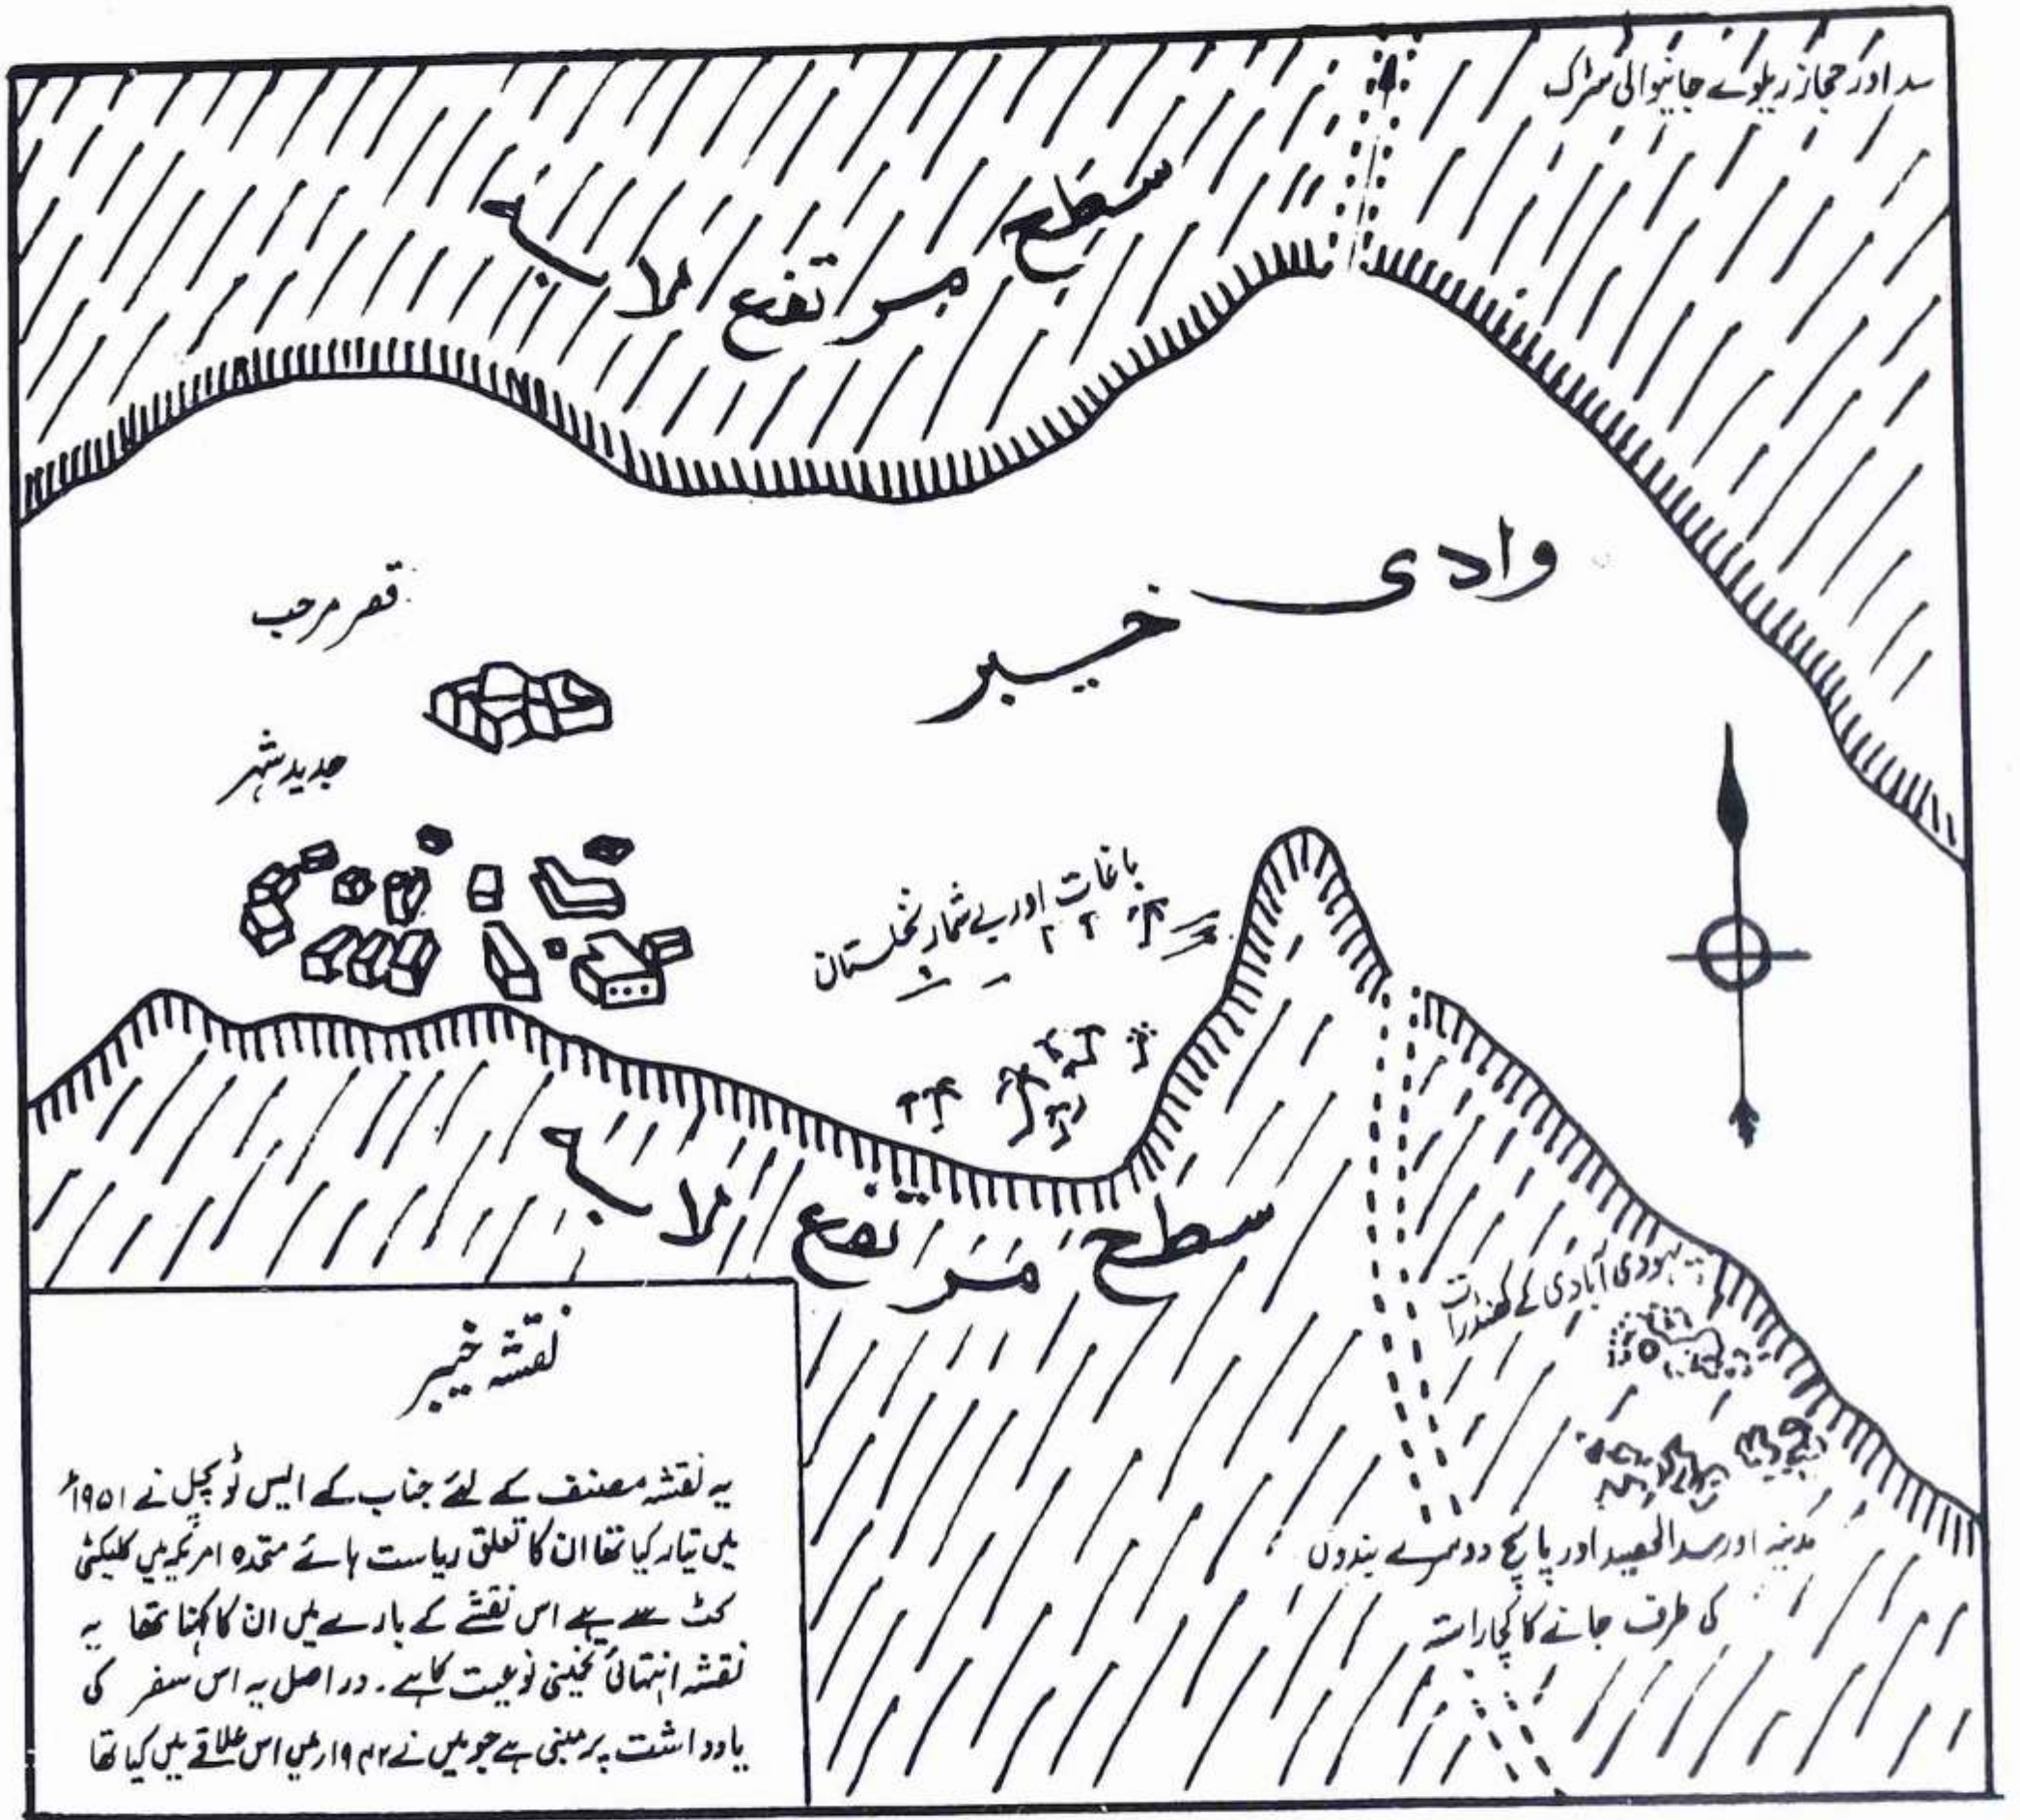 سد اور حجاز ریلوے جانیوالی سڑک
سطح مرتفع لابہ
وادی
خیبر
قصر مرحب
جدید شہر
باغات اور بے شمار نخلستان
سطح مرتفع لابہ
یہودی آبادی کے کھنڈرات
مدینہ اور سد الحصید اور پانچ دوسرے بندوں
کی طرف جانے کا کچا راستہ
نقشہ خیبر
یہ نقشہ مصنف کے لئے جناب کے ایس ٹوئچل نے ۱۹۵۱ء
میں تیار کیا تھا ان کا تعلق ریاست ہائے متحدہ امریکہ میں کنیکٹی
کٹ سے ہے اس نقشے کے بارے میں ان کا کہنا تھا یہ
نقشہ انتہائی تخمینی نوعیت کا ہے۔ در اصل یہ اس سفر کی
یادداشت پر مبنی ہے جو میں نے ۱۹۴۲ء میں اس علاقے میں کیا تھا